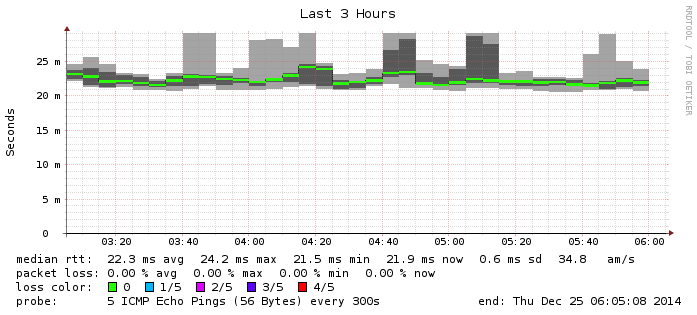 Last 3 Hours
RRDTOOL / TOBI OETIKER
Seconds
25 m
20 m
15 m
10 m
5 m
0
03:20 03:40 04:00 04:20 04:40 05:00 05:20 05:40 06:00
median rtt: 22.3 ms avg 24.2 ms max 21.5 ms min 21.9 ms now 0.6 ms sd 34.8 am/s
packet loss: 0.00 % avg 0.00 % max 0.00 % min 0.00 % now
loss color: 0 1/5 2/5 3/5 4/5
probe: 5 ICMP Echo Pings (56 Bytes) every 300s end: Thu Dec 25 06:05:08 2014